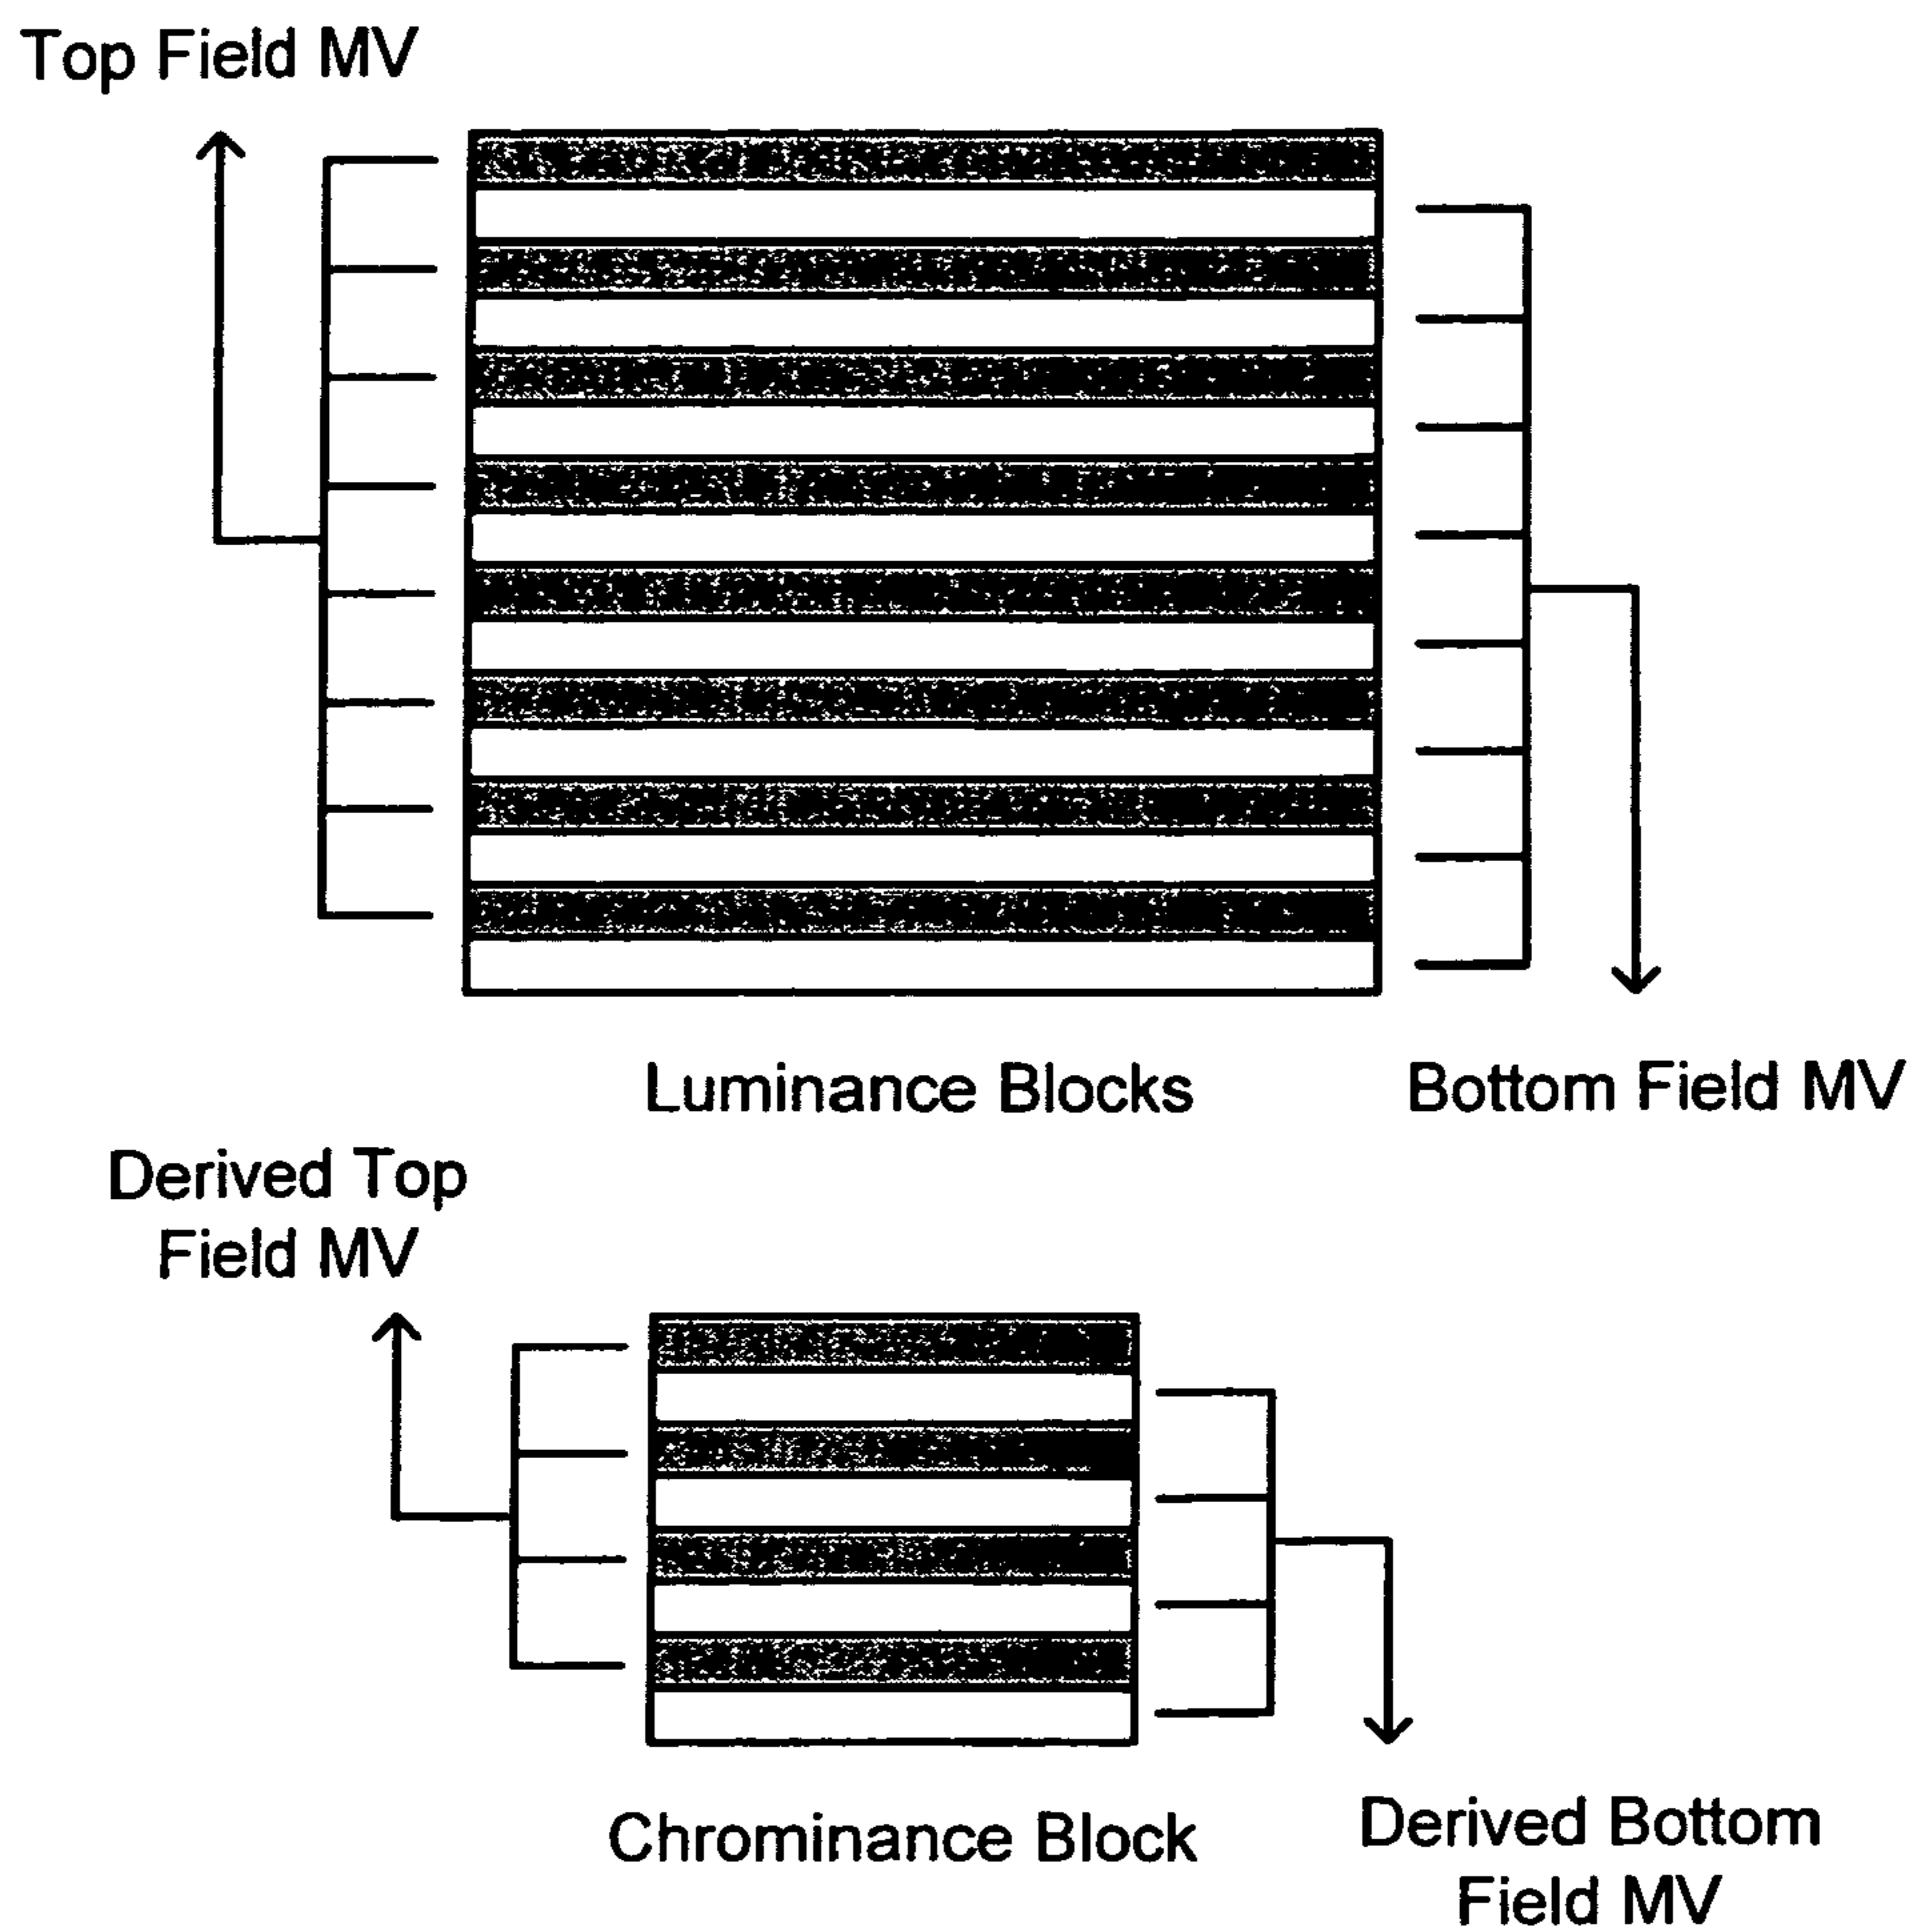 Top Field MV
Luminance Blocks
Bottom Field MV
Derived Top
Field MV
Chrominance Block
Derived Bottom
Field MV